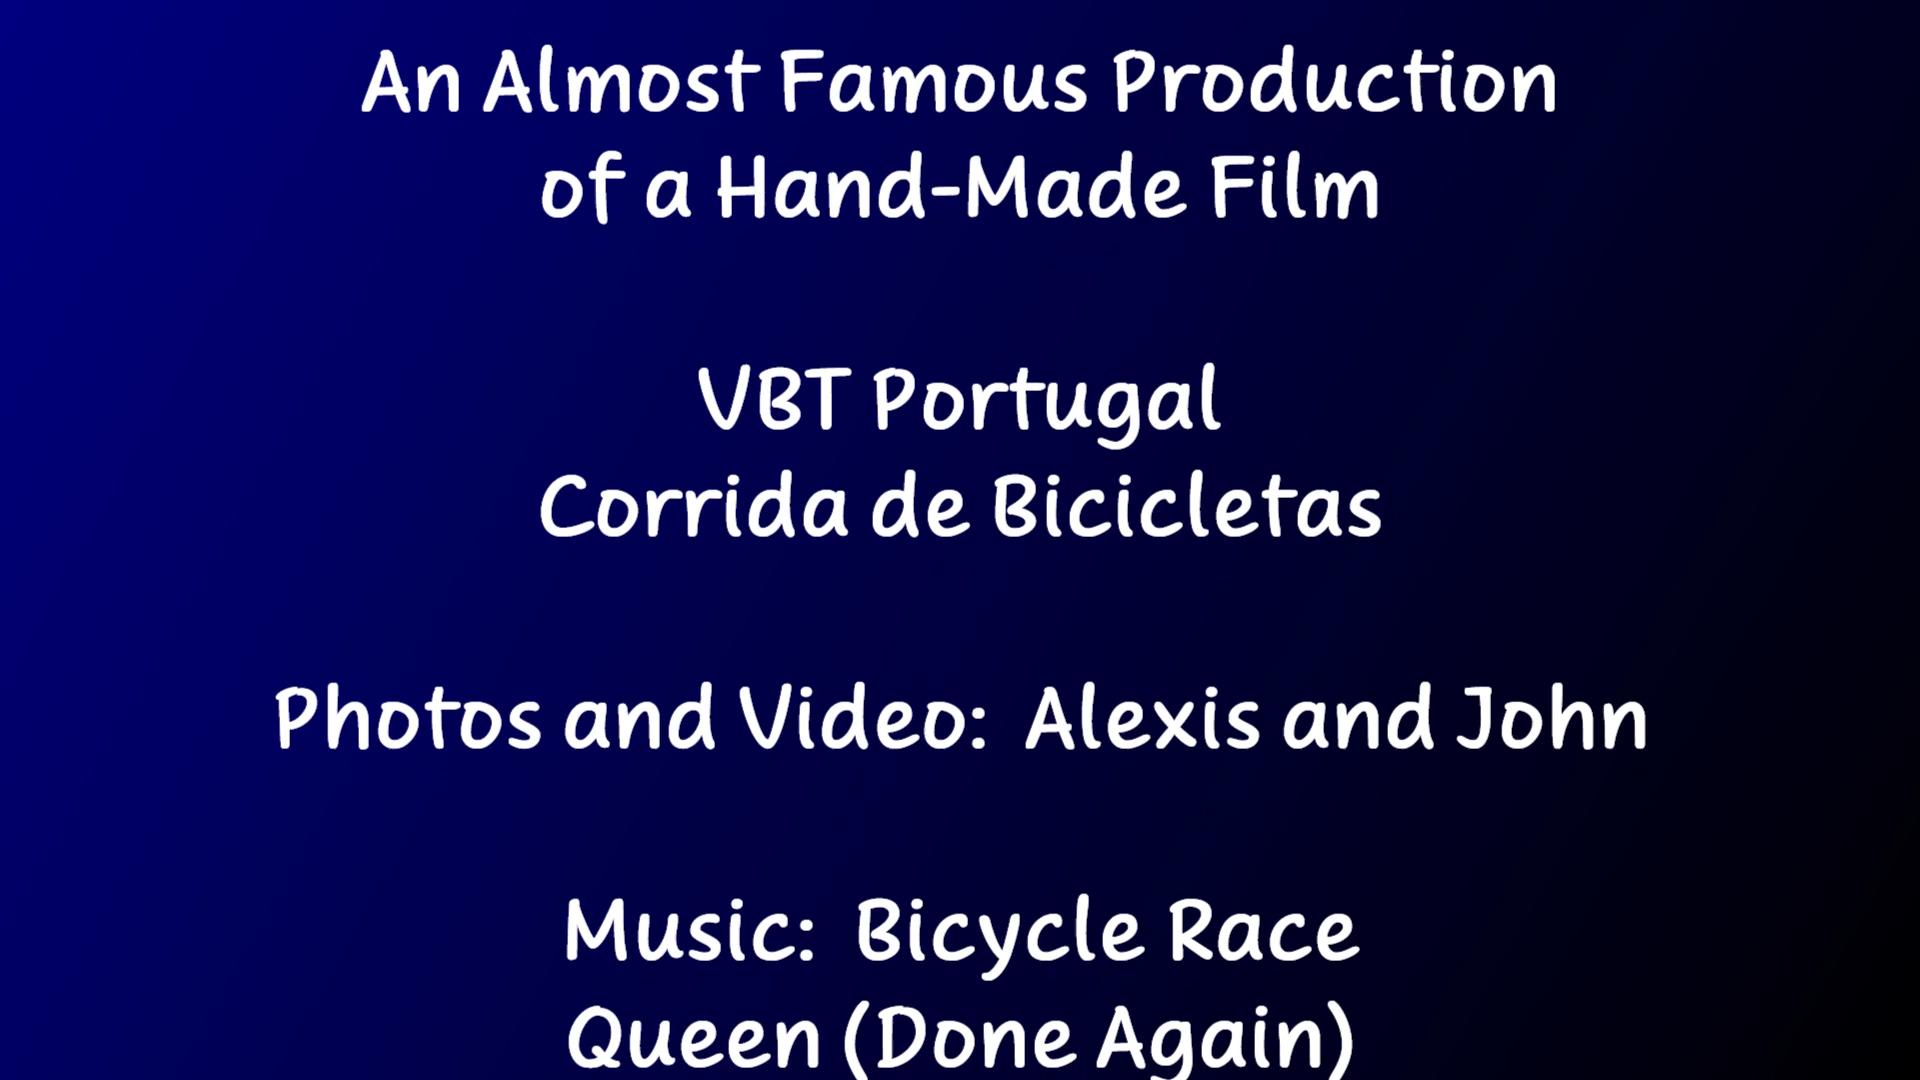 An Almost Famous Production
of a Hand-Made Film
VBT Portugal
Corrida de Bicicletas
Photos and Video:  Alexis and John
Music:  Bicycle Race
Queen (Done Again)